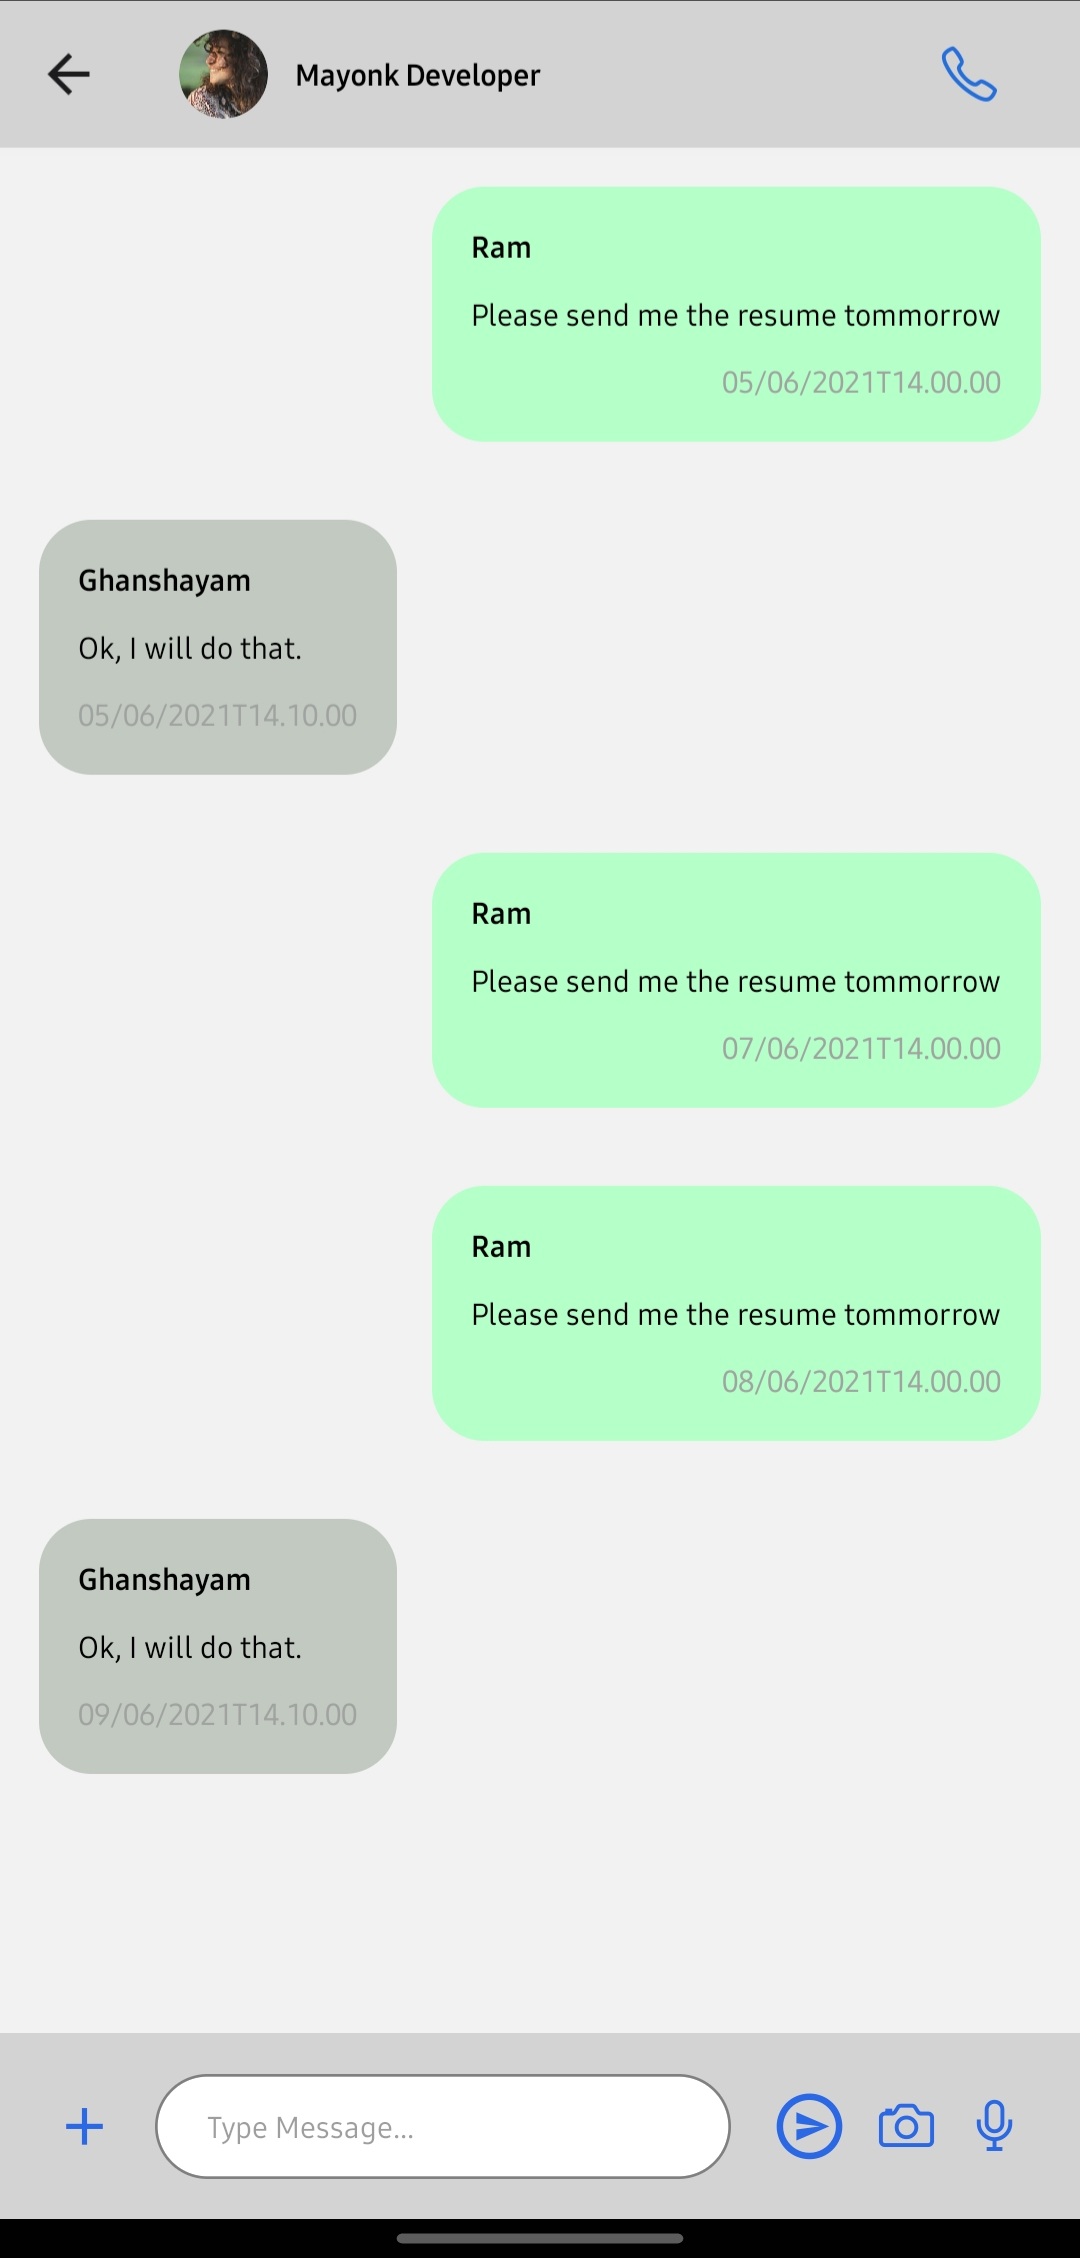 Mayonk Developer
Ram
Please send me the resume tommorrow
05/06/2021T14.00.00
Ghanshayam
Ok, I will do that.
05/06/2021T14.10.00
Ram
Please send me the resume tommorrow
07/06/2021T14.00.00
Ram
Please send me the resume tommorrow
08/06/2021T14.00.00
Ghanshayam
Ok, I will do that.
09/06/2021T14.10.00
Type Message...